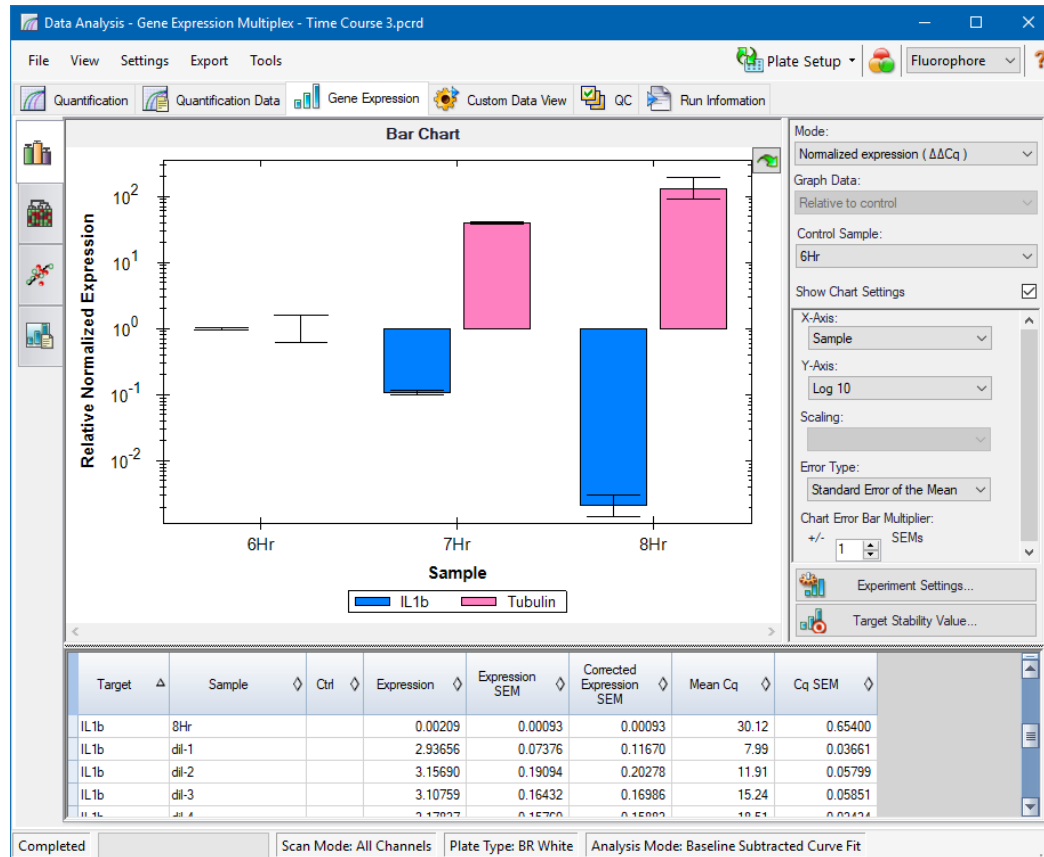 Data Analysis - Gene Expression Multiplex - Time Course 3.pcrd
File View Settings Export Tools
Plate Setup
Fluorophore
?
Quantification Quantification Data Gene Expression Custom Data View QC Run Information
Bar Chart
Relative Normalized Expression
10^2
10^1
10^0
10^-1
10^-2
6Hr 7Hr 8Hr
Sample
IL1b Tubulin
Mode:
Normalized expression ( ΔΔCq )
Graph Data:
Relative to control
Control Sample:
6Hr
Show Chart Settings
X-Axis:
Sample
Y-Axis:
Log 10
Scaling:
Error Type:
Standard Error of the Mean
Chart Error Bar Multiplier:
+/- 1 SEMs
Experiment Settings...
Target Stability Value...
Target Sample Ctrl Expression Expression SEM Corrected Expression SEM Mean Cq Cq SEM
IL1b 8Hr 0.00209 0.00093 0.00093 30.12 0.65400
IL1b dil-1 2.93656 0.07376 0.11670 7.99 0.03661
IL1b dil-2 3.15690 0.19094 0.20278 11.91 0.05799
IL1b dil-3 3.10759 0.16432 0.16986 15.24 0.05851
Completed Scan Mode: All Channels Plate Type: BR White Analysis Mode: Baseline Subtracted Curve Fit